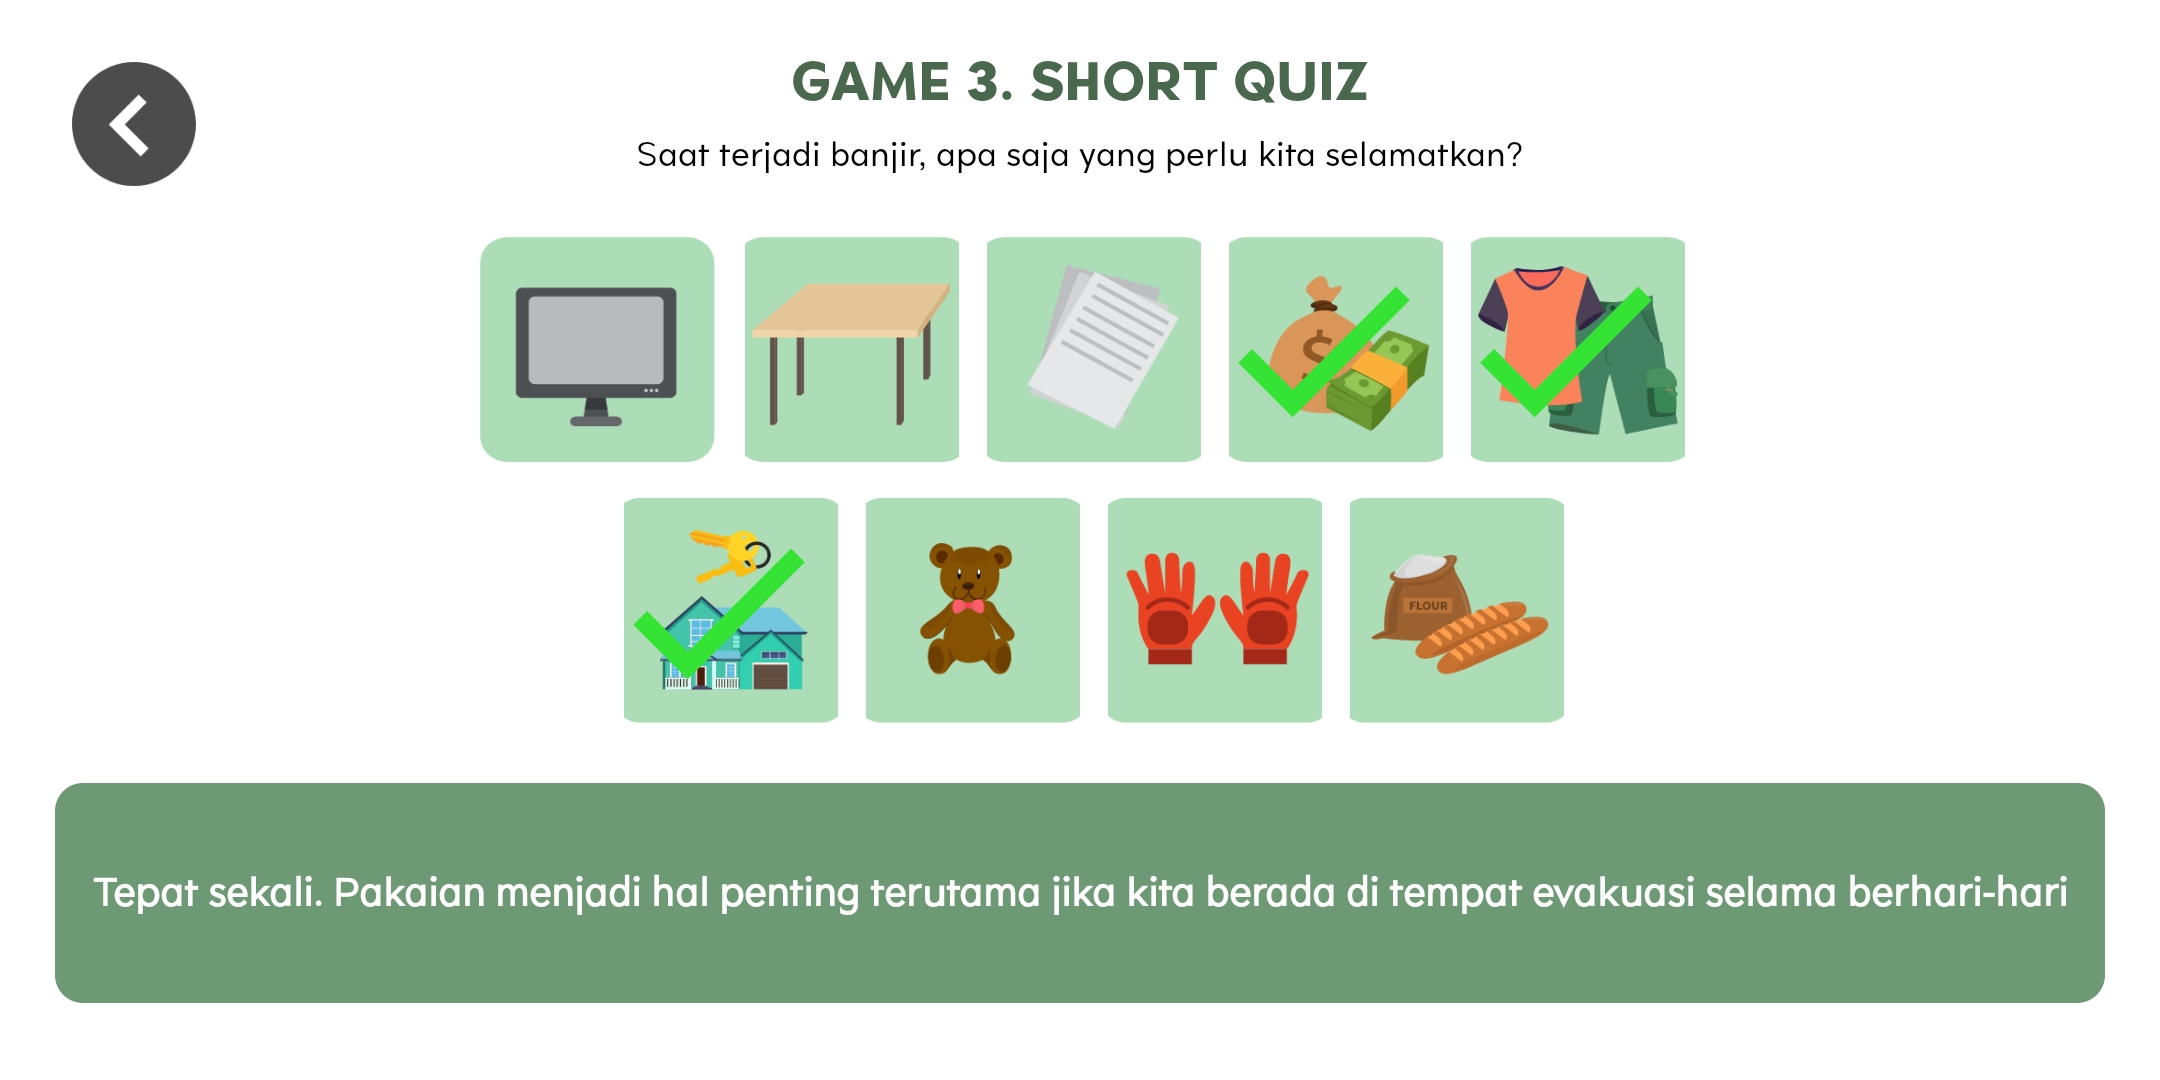 GAME 3. SHORT QUIZ
Saat terjadi banjir, apa saja yang perlu kita selamatkan?
$
FLOUR
Tepat sekali. Pakaian menjadi hal penting terutama jika kita berada di tempat evakuasi selama berhari-hari